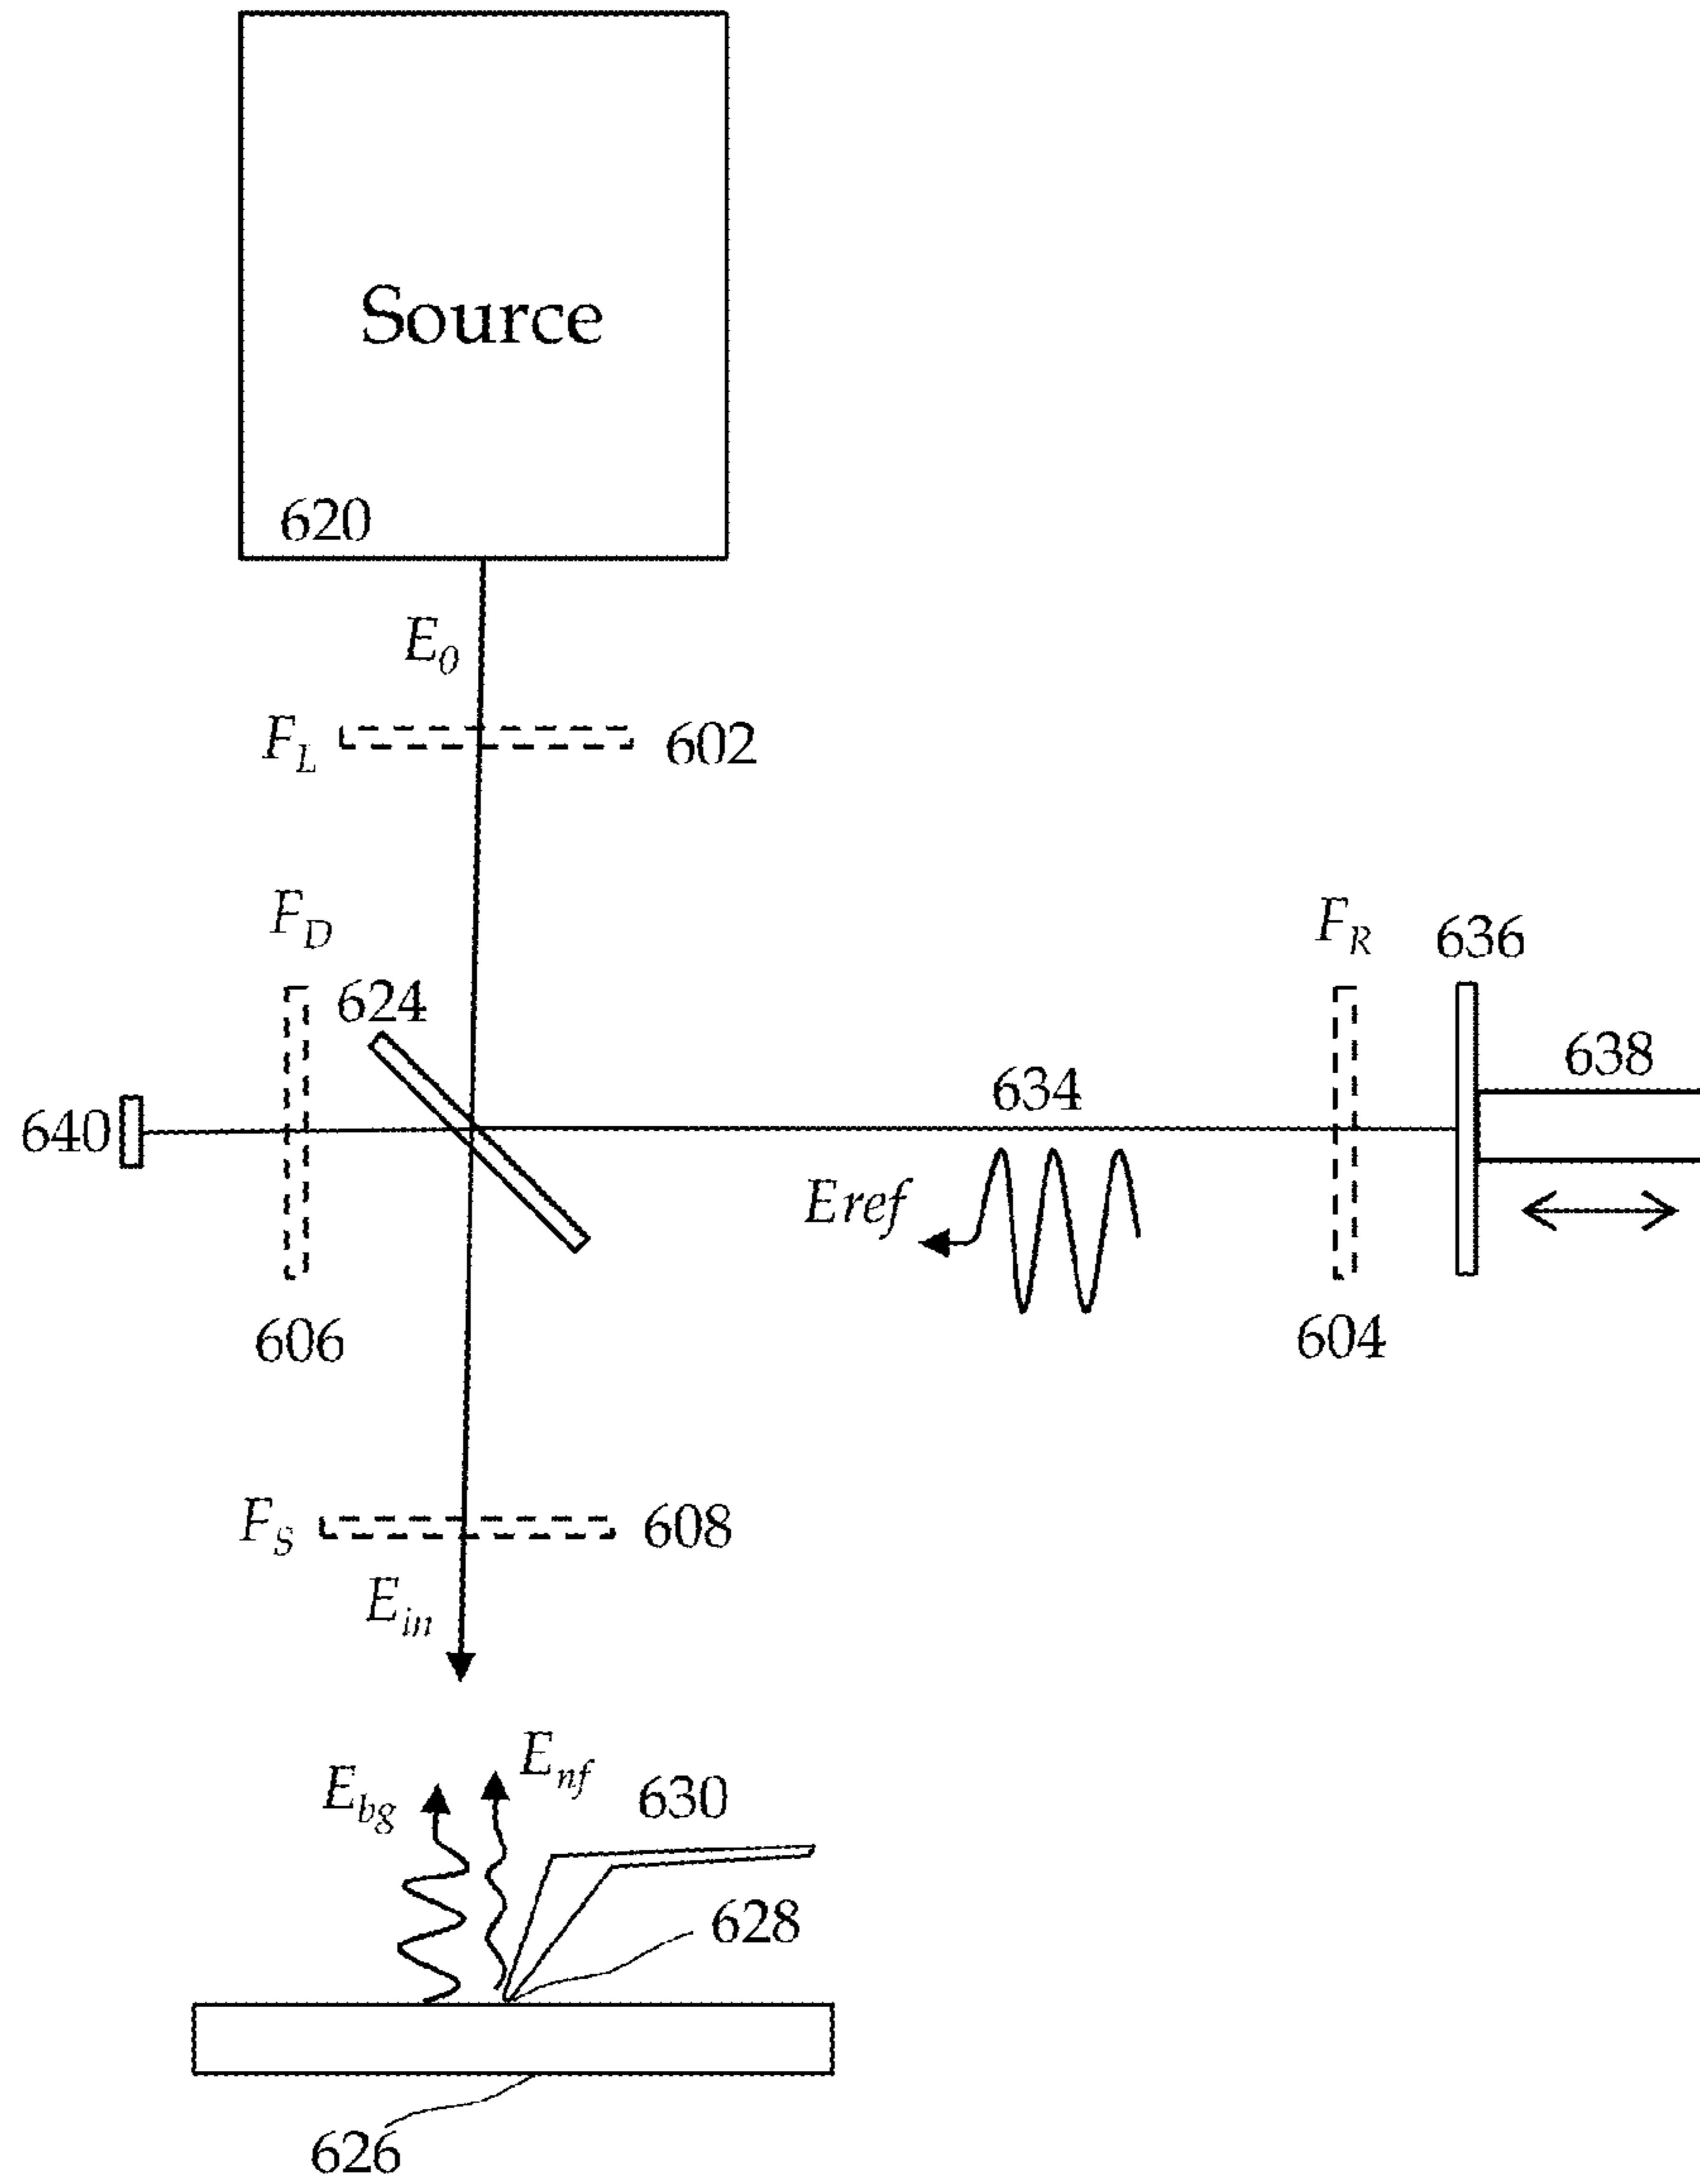 Source
620
E0
FL 602
FD
FR 636
624
638
634
640
Eref
606
604
FS 608
Ein
Enf
Ebg 630
628
626